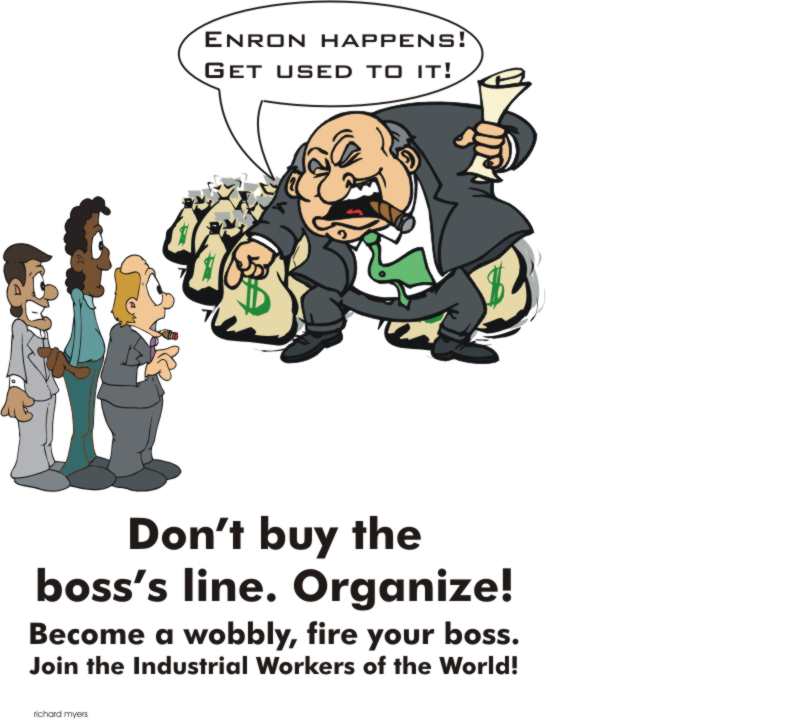 ENRON HAPPENS!
GET USED TO IT!
$
$
$
$
$
$
Don't buy the
boss's line. Organize!
Become a wobbly, fire your boss.
Join the Industrial Workers of the World!
richard myers